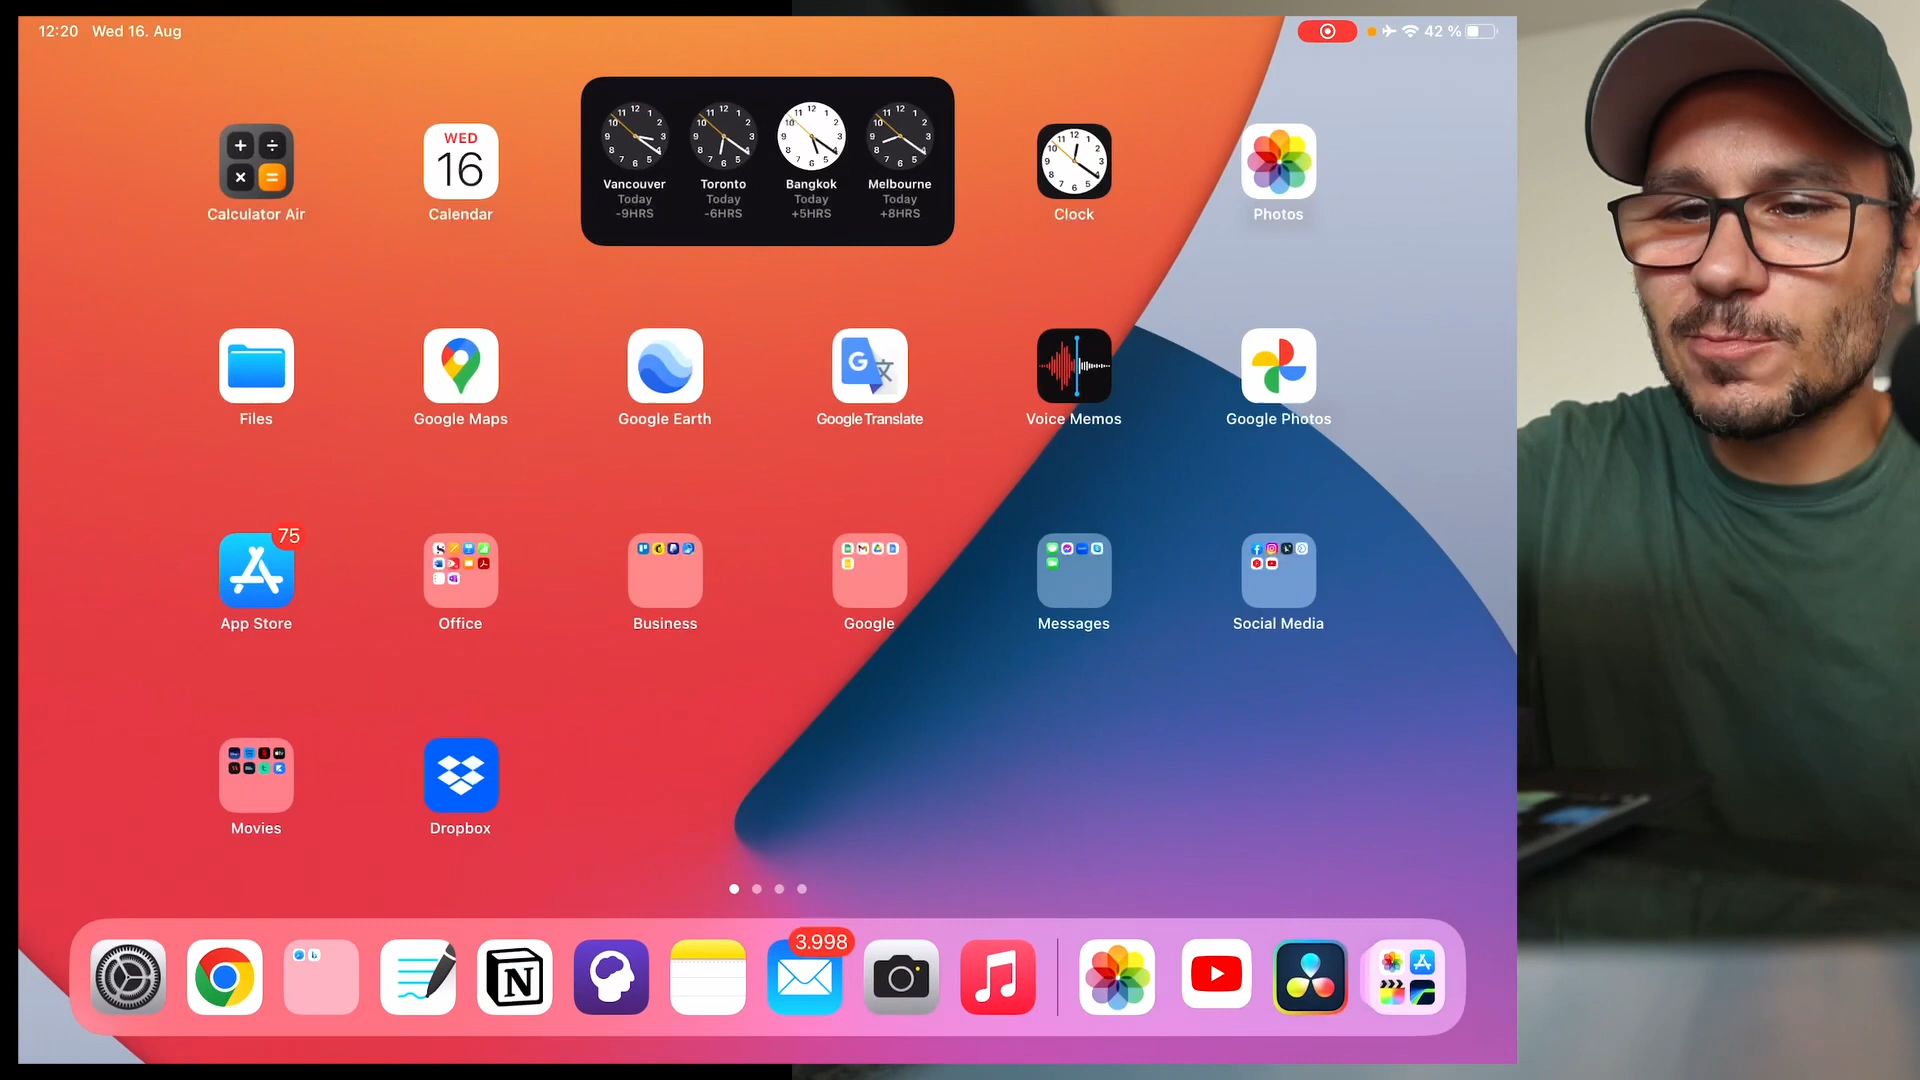 12:20 Wed 16. Aug
42 %
WED
16
Calculator Air
Calendar
Vancouver
Today
-9HRS
Toronto
Today
-6HRS
Bangkok
Today
+5HRS
Melbourne
Today
+8HRS
Clock
Photos
Files
Google Maps
Google Earth
Google Translate
Voice Memos
Google Photos
75
App Store
Office
Business
Google
Messages
Social Media
Movies
Dropbox
3.998